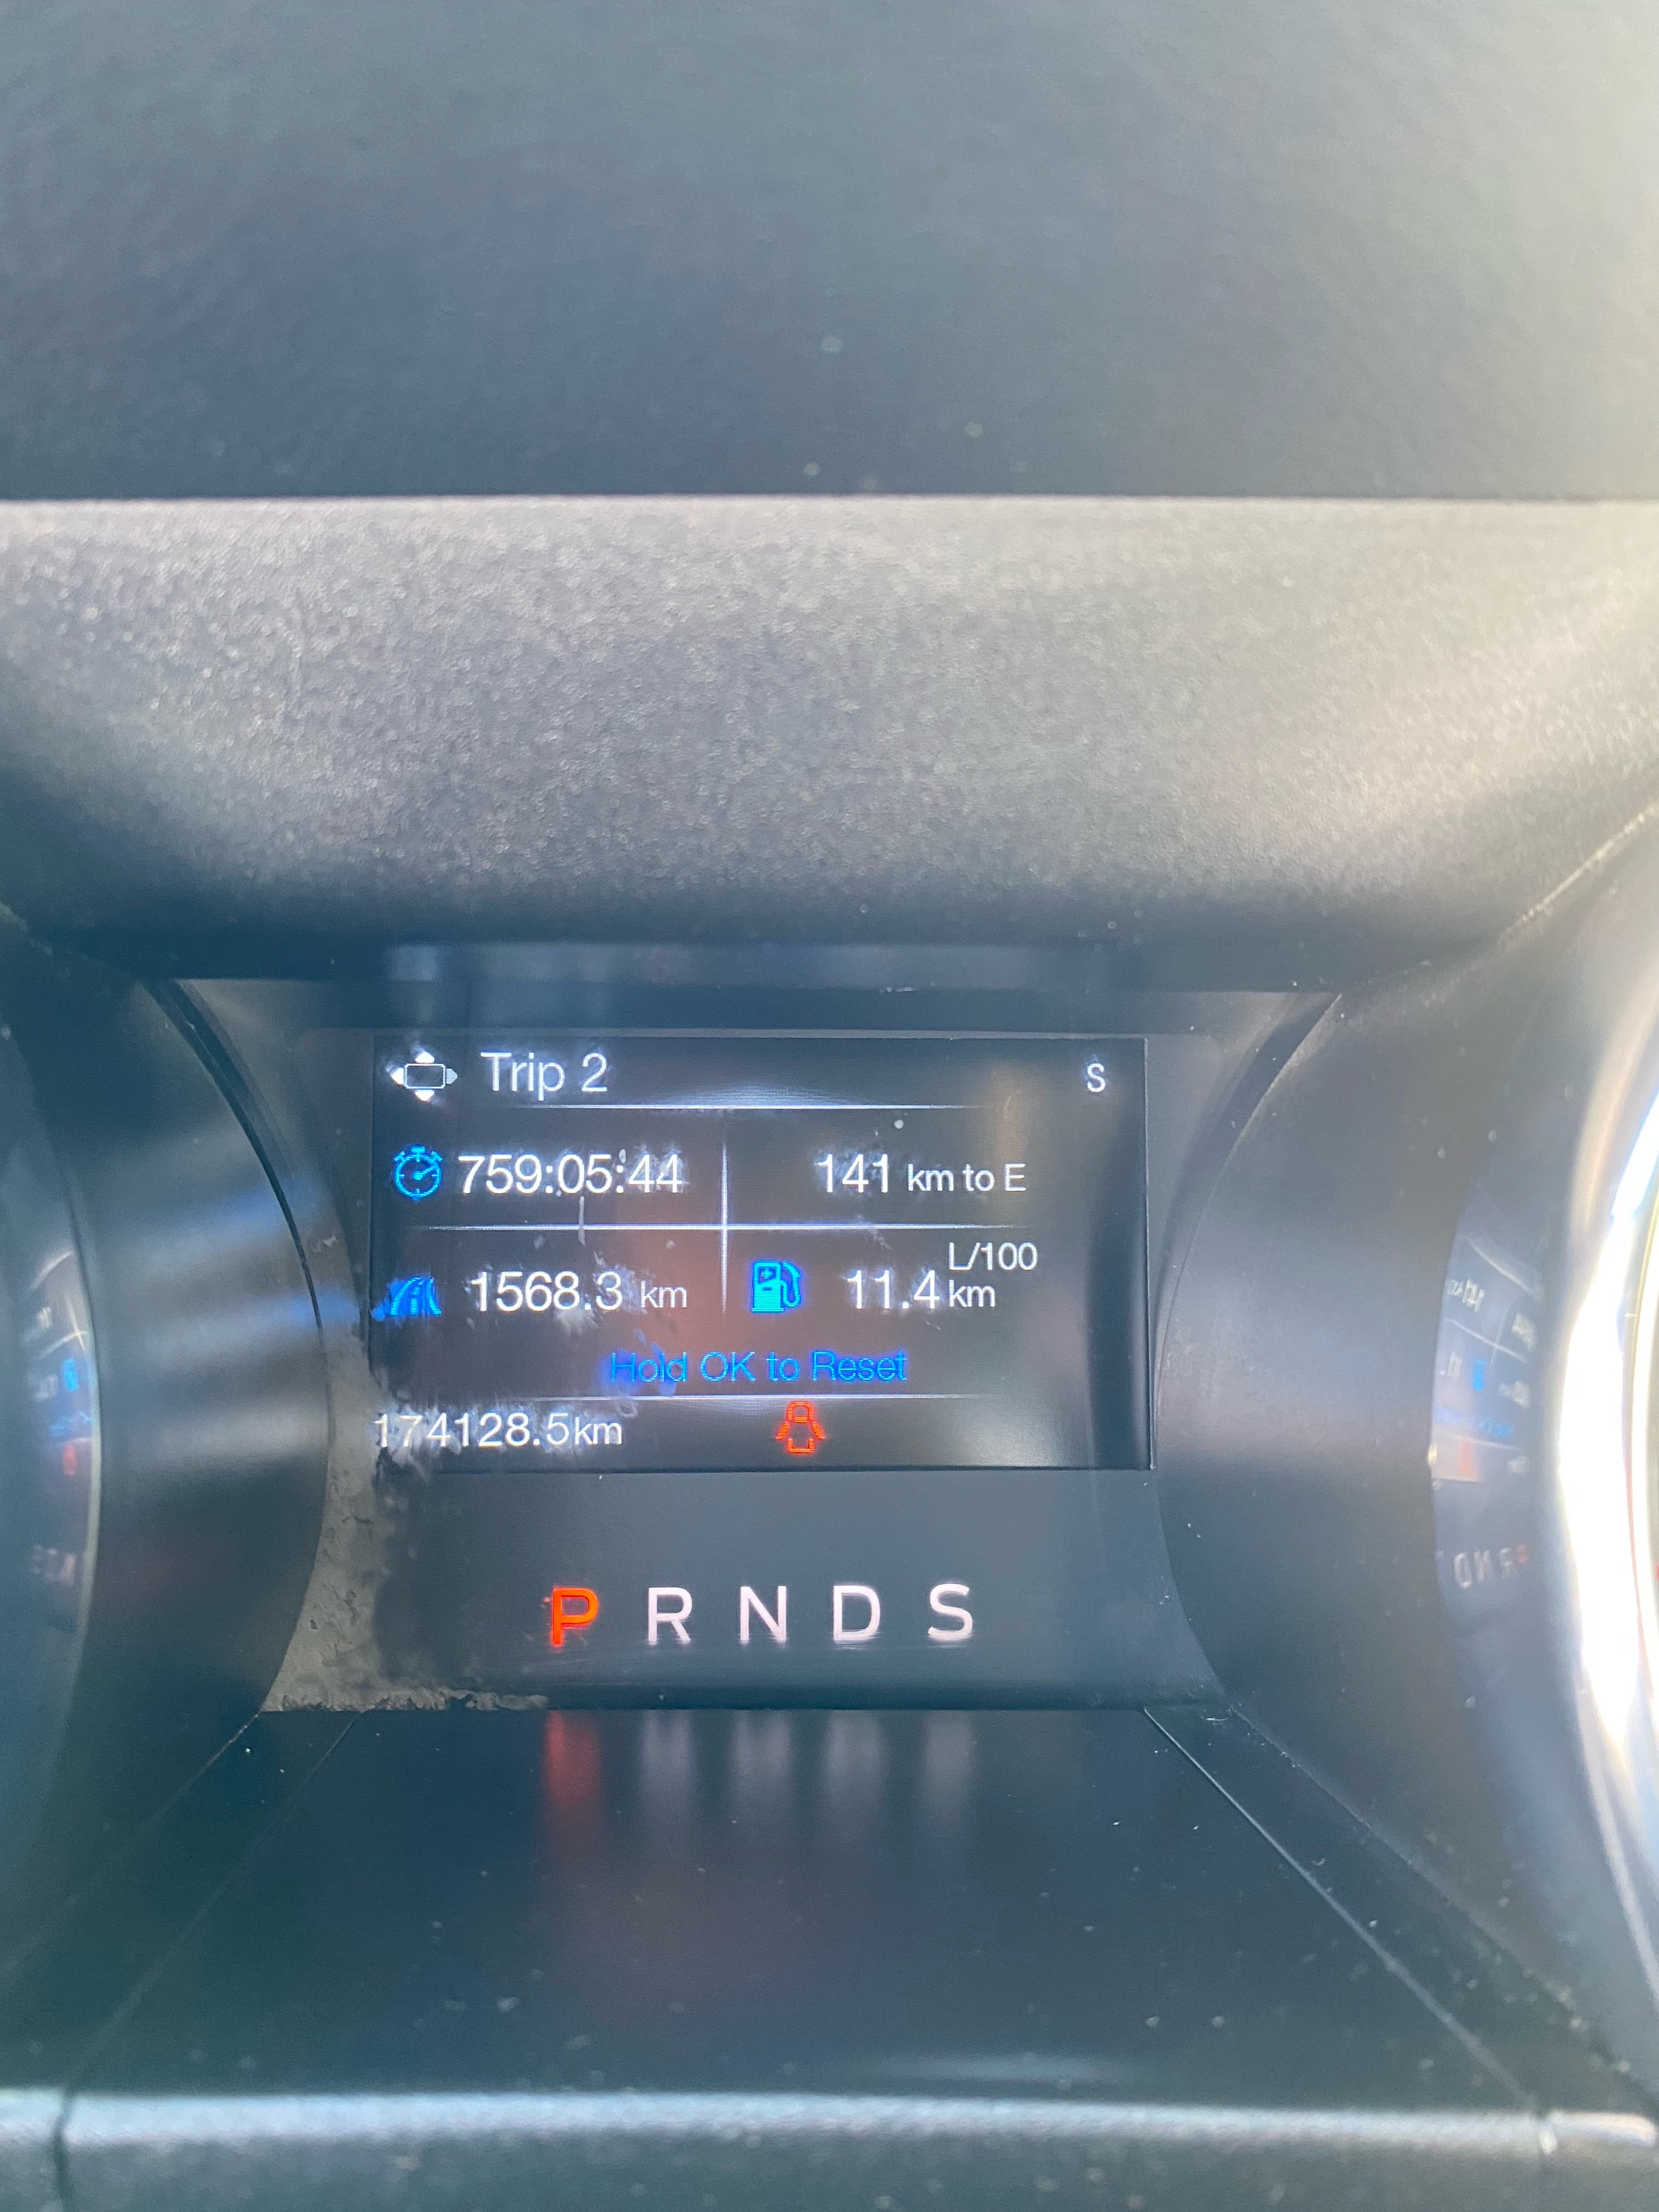 Trip 2 S
759:05:44 141 km to E
1568.3 km 11.4 L/100 km
Hold OK to Reset
174128.5km
P R N D S